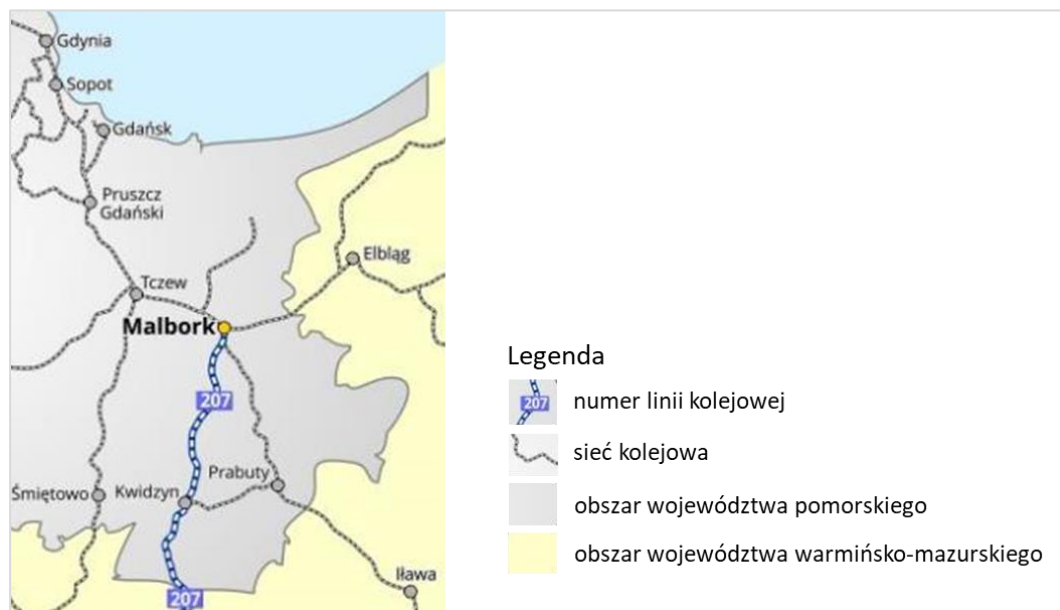 Gdynia
Sopot
Gdańsk
Pruszcz
Gdański
Elbląg
Tczew
Malbork
207
Prabuty
Śmiętowo
Kwidzyn
Iława
207
Legenda
207 numer linii kolejowej
sieć kolejowa
obszar województwa pomorskiego
obszar województwa warmińsko-mazurskiego